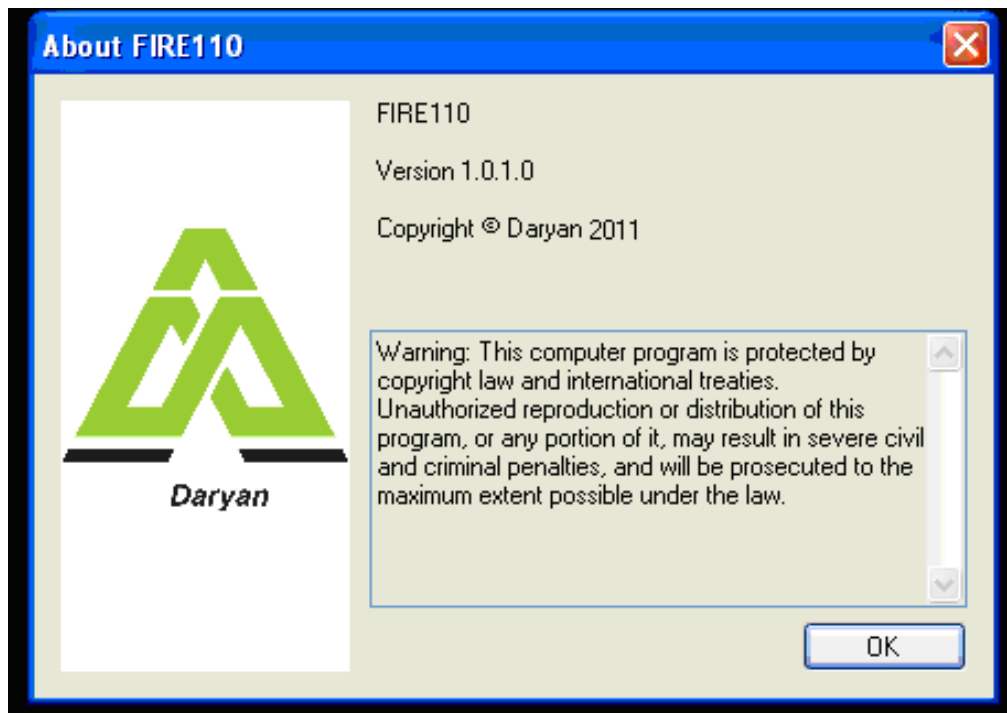 About FIRE110
FIRE110
Version 1.0.1.0
Copyright © Daryan 2011
Daryan
Warning: This computer program is protected by
copyright law and international treaties.
Unauthorized reproduction or distribution of this
program, or any portion of it, may result in severe civil
and criminal penalties, and will be prosecuted to the
maximum extent possible under the law.
OK